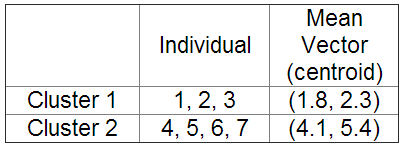 Individual
Mean
Vector
(centroid)
Cluster 1
1, 2, 3
(1.8, 2.3)
Cluster 2
4, 5, 6, 7
(4.1, 5.4)